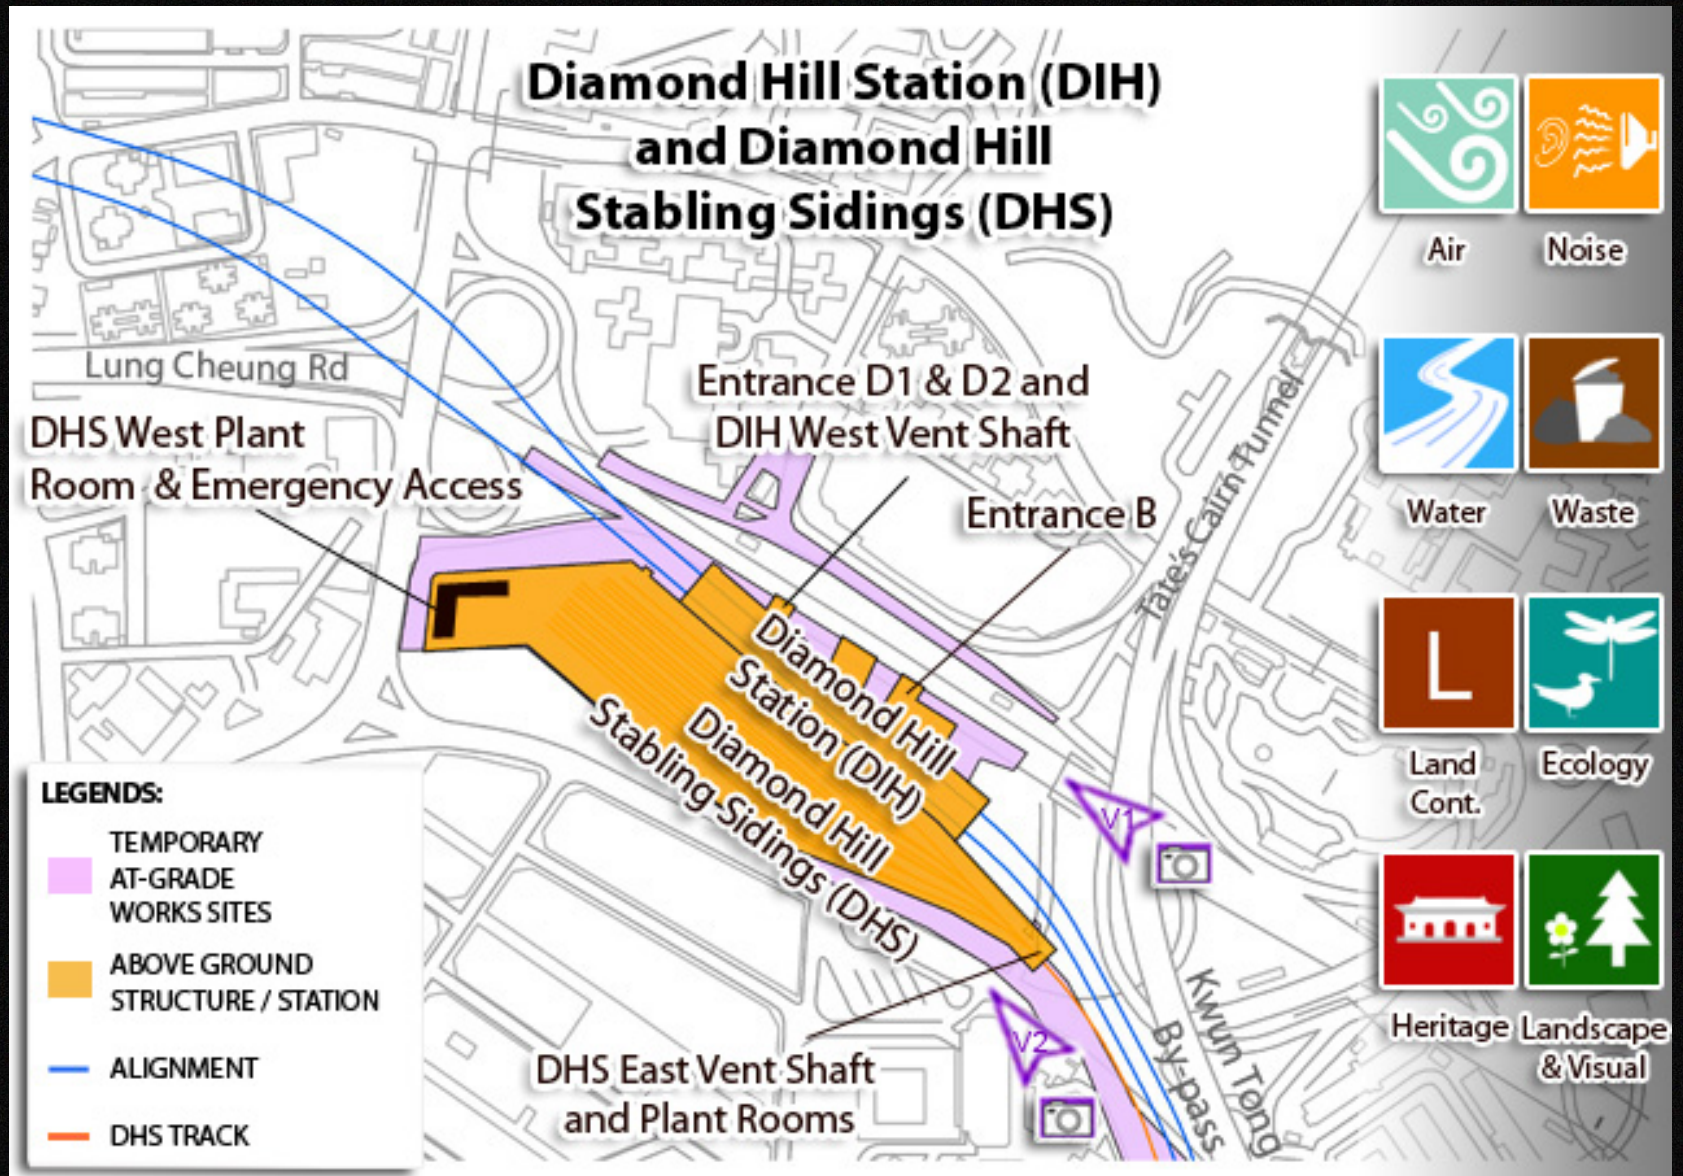 Diamond Hill Station (DIH)
and Diamond Hill
Stabling Sidings (DHS)
Lung Cheung Rd
DHS West Plant
Room & Emergency Access
Entrance D1 & D2 and
DIH West Vent Shaft
Entrance B
Tate's Cairn Tunnel
Diamond Hill
Station (DIH)
Diamond Hill
Stabling Sidings (DHS)
V1
V2
DHS East Vent Shaft
and Plant Rooms
Kwun Tong
By-pass
LEGENDS:
TEMPORARY
AT-GRADE
WORKS SITES
ABOVE GROUND
STRUCTURE / STATION
ALIGNMENT
DHS TRACK
Air
Noise
Water
Waste
L
Land
Cont.
Ecology
Heritage
Landscape
& Visual